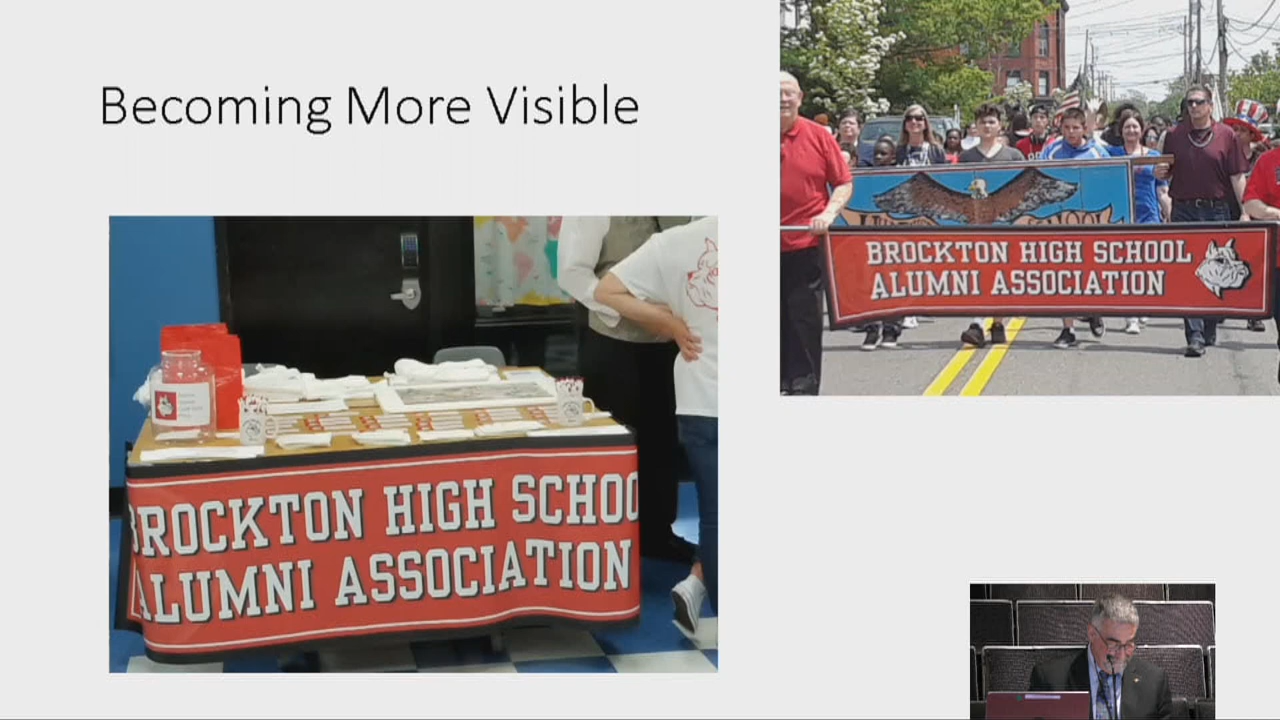 Becoming More Visible
BROCKTON HIGH SCHOOL
ALUMNI ASSOCIATION
BROCKTON HIGH SCHOO
ALUMNI ASSOCIATION